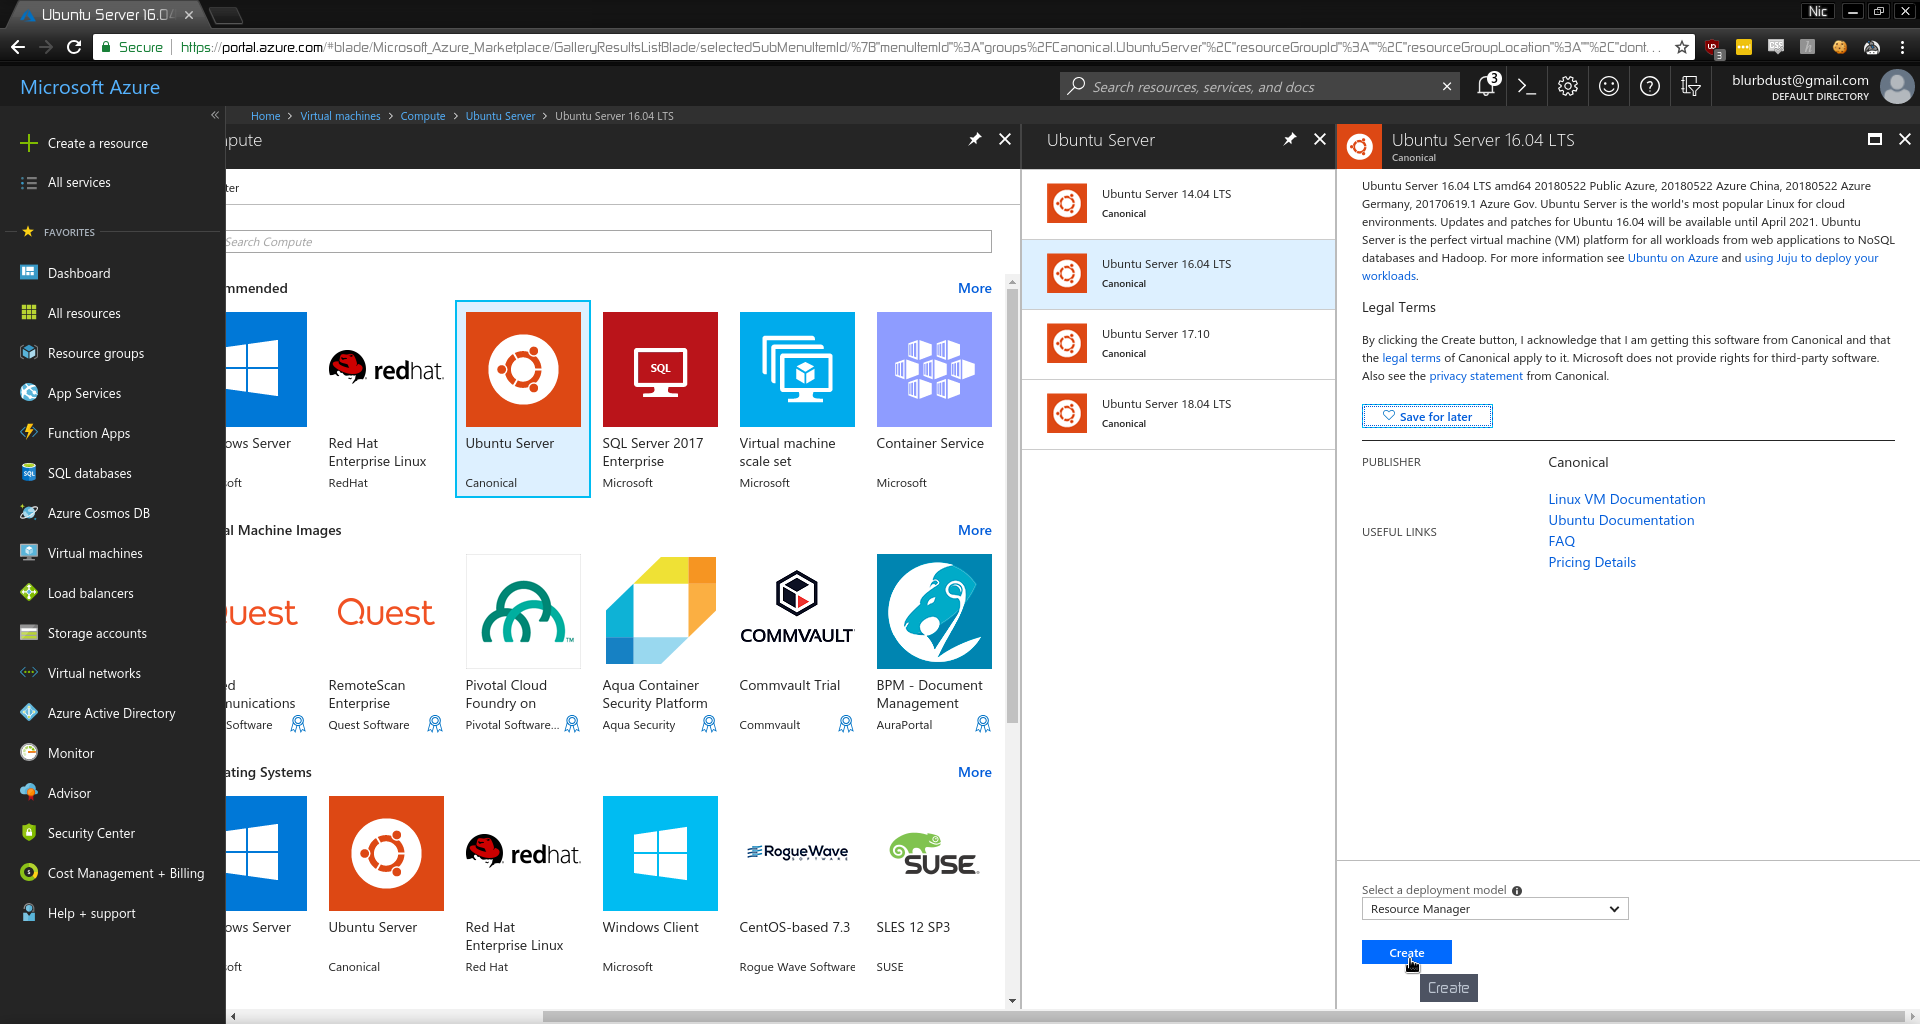 Ubuntu Server 16.04
Nic
Secure
https://portal.azure.com/#blade/Microsoft_Azure_Marketplace/GalleryResultsListBlade/selectedSubMenuItemId/%7B"menuItemId"%3A"groups%2FCanonical.UbuntuServer"%2C"resourceGroupId"%3A""%2C"resourceGroupLocation"%3A""%2C"dont...
3
Microsoft Azure
Search resources, services, and docs
3
blurbdust@gmail.com
DEFAULT DIRECTORY
Home > Virtual machines > Compute > Ubuntu Server > Ubuntu Server 16.04 LTS
Create a resource
All services
FAVORITES
Dashboard
All resources
Resource groups
App Services
Function Apps
SQL databases
Azure Cosmos DB
Virtual machines
Load balancers
Storage accounts
Virtual networks
Azure Active Directory
Monitor
Advisor
Security Center
Cost Management + Billing
Help + support
pute
ter
Search Compute
mmended
More
redhat.
SQL
ows Server
Red Hat
Enterprise Linux
Ubuntu Server
SQL Server 2017
Enterprise
Virtual machine
scale set
Container Service
oft
RedHat
Canonical
Microsoft
Microsoft
Microsoft
al Machine Images
More
Quest
Quest
COMMVAULT
ed
nunications
RemoteScan
Enterprise
Pivotal Cloud
Foundry on
Aqua Container
Security Platform
Commvault Trial
BPM - Document
Management
Software
Quest Software
Pivotal Software...
Aqua Security
Commvault
AuraPortal
ating Systems
More
redhat.
RogueWave
SOFTWARE
SUSE
ows Server
Ubuntu Server
Red Hat
Enterprise Linux
Windows Client
CentOS-based 7.3
SLES 12 SP3
oft
Canonical
Red Hat
Microsoft
Rogue Wave Software
SUSE
Ubuntu Server
Ubuntu Server 14.04 LTS
Canonical
Ubuntu Server 16.04 LTS
Canonical
Ubuntu Server 17.10
Canonical
Ubuntu Server 18.04 LTS
Canonical
Ubuntu Server 16.04 LTS
Canonical
Ubuntu Server 16.04 LTS amd64 20180522 Public Azure, 20180522 Azure China, 20180522 Azure
Germany, 20170619.1 Azure Gov. Ubuntu Server is the world's most popular Linux for cloud
environments. Updates and patches for Ubuntu 16.04 will be available until April 2021. Ubuntu
Server is the perfect virtual machine (VM) platform for all workloads from web applications to NoSQL
databases and Hadoop. For more information see Ubuntu on Azure and using Juju to deploy your
workloads.
Legal Terms
By clicking the Create button, I acknowledge that I am getting this software from Canonical and that
the legal terms of Canonical apply to it. Microsoft does not provide rights for third-party software.
Also see the privacy statement from Canonical.
Save for later
PUBLISHER
Canonical
USEFUL LINKS
Linux VM Documentation
Ubuntu Documentation
FAQ
Pricing Details
Select a deployment model
Resource Manager
Create
Create